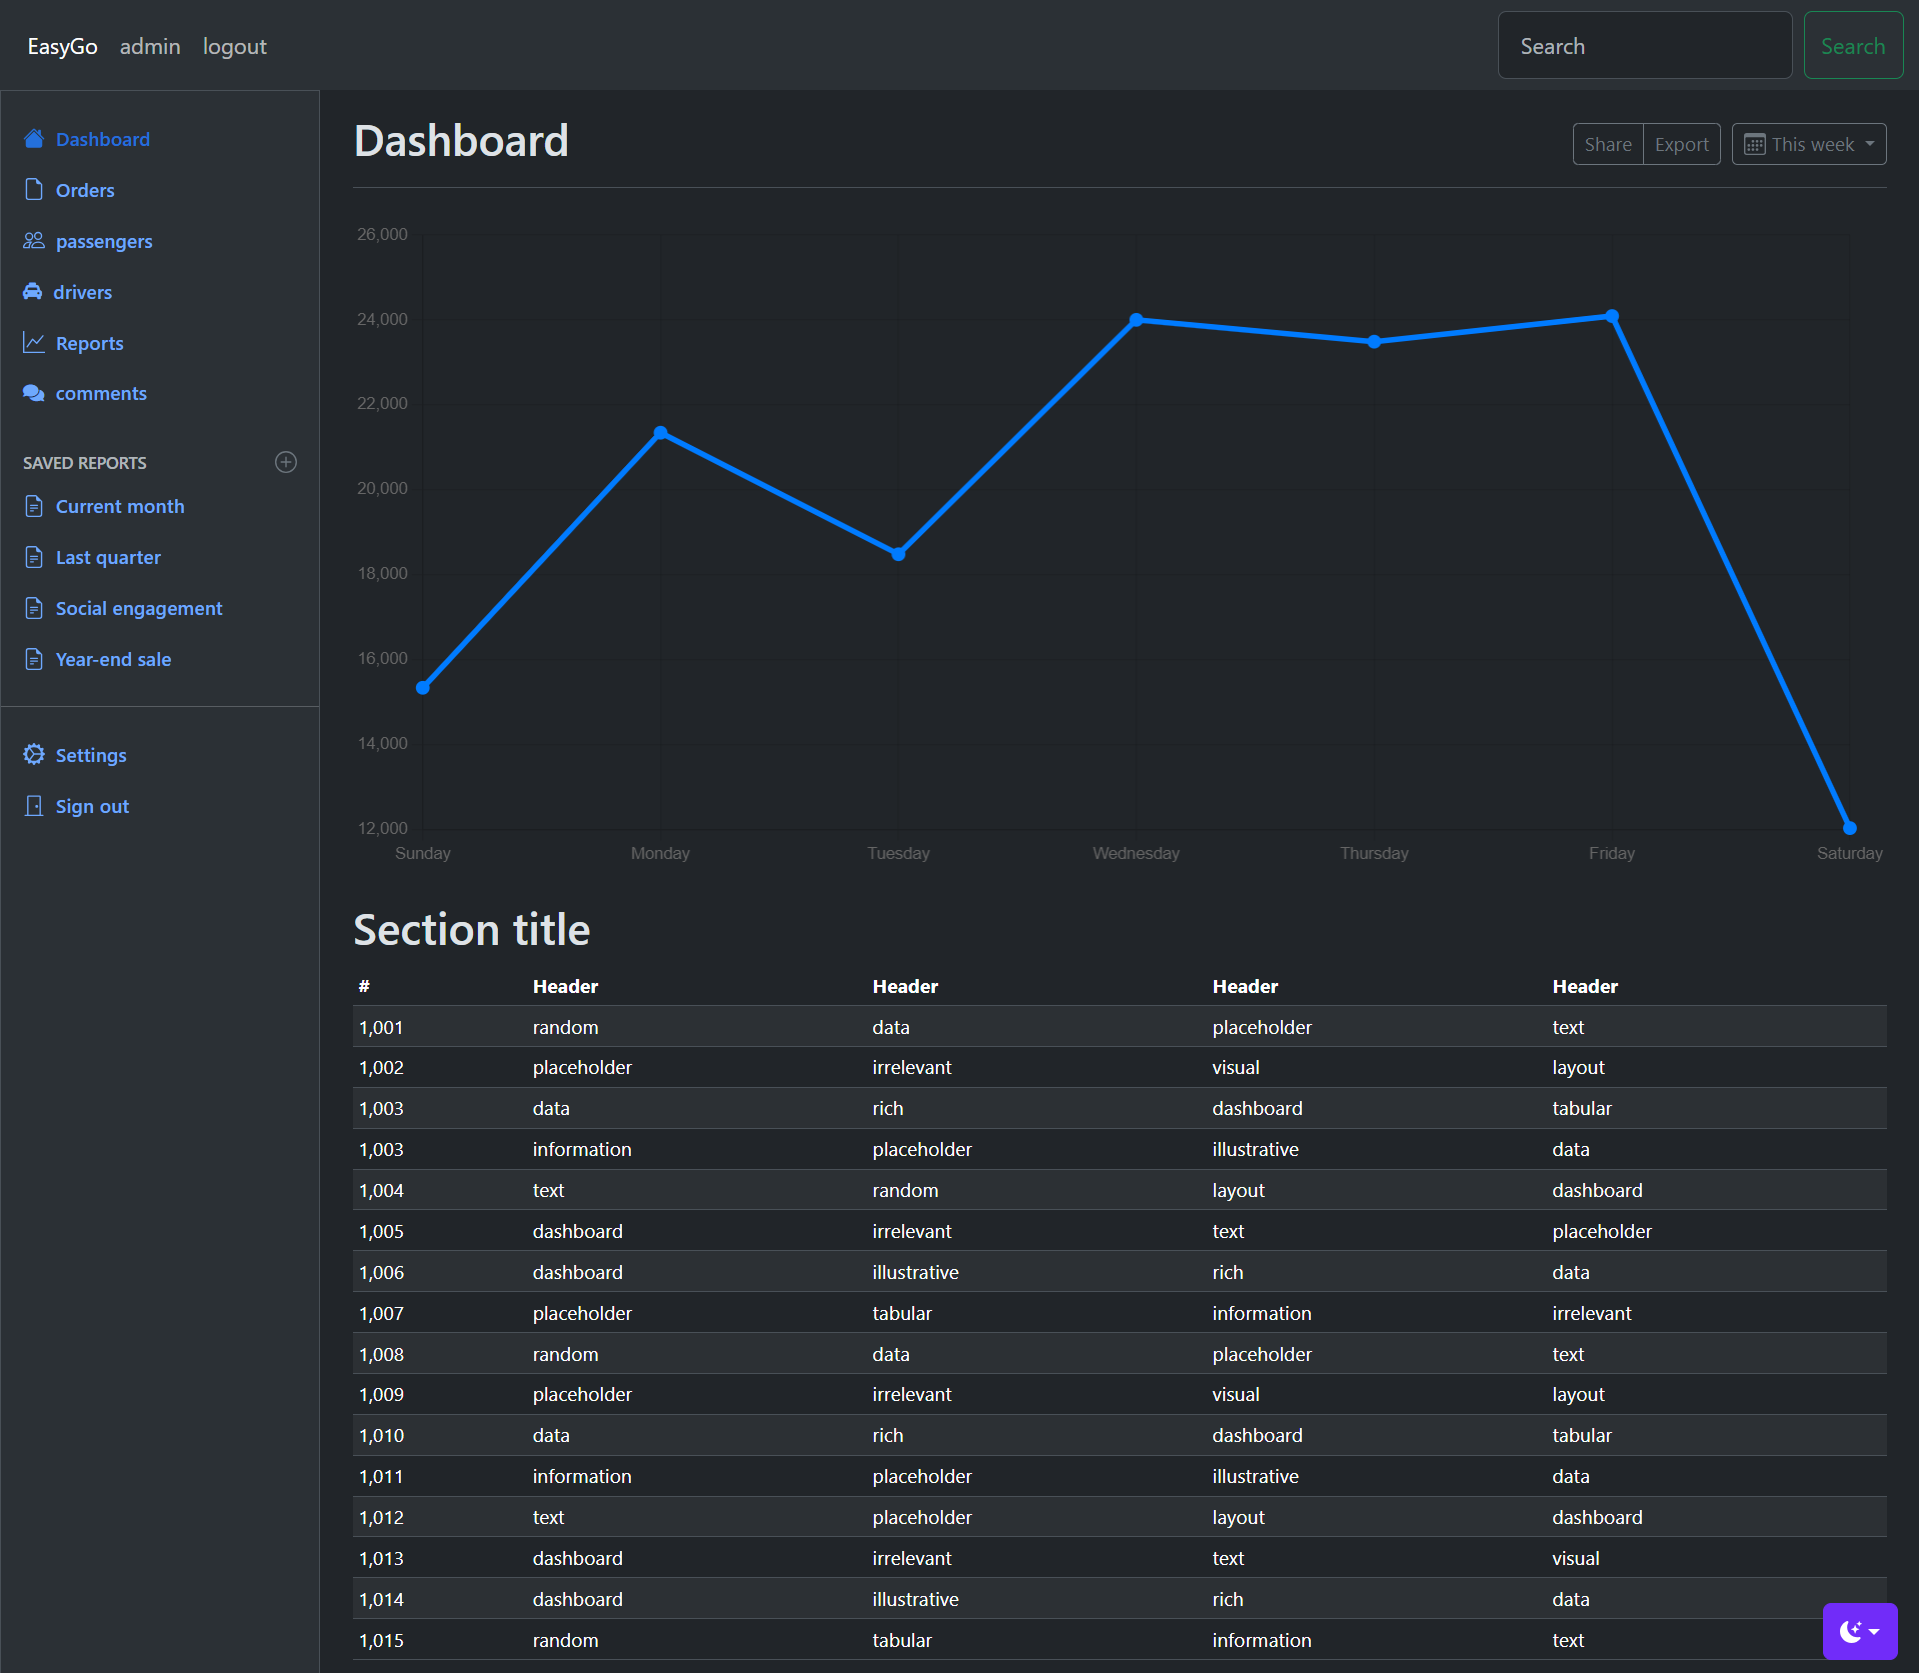 EasyGo admin logout Search Search
Dashboard
Orders
passengers
drivers
Reports
comments
SAVED REPORTS
Current month
Last quarter
Social engagement
Year-end sale
Settings
Sign out
Dashboard
Share Export This week
26,000
24,000
22,000
20,000
18,000
16,000
14,000
12,000
Sunday Monday Tuesday Wednesday Thursday Friday Saturday
Section title
# Header Header Header Header
1,001 random data placeholder text
1,002 placeholder irrelevant visual layout
1,003 data rich dashboard tabular
1,003 information placeholder illustrative data
1,004 text random layout dashboard
1,005 dashboard irrelevant text placeholder
1,006 dashboard illustrative rich data
1,007 placeholder tabular information irrelevant
1,008 random data placeholder text
1,009 placeholder irrelevant visual layout
1,010 data rich dashboard tabular
1,011 information placeholder illustrative data
1,012 text placeholder layout dashboard
1,013 dashboard irrelevant text visual
1,014 dashboard illustrative rich data
1,015 random tabular information text